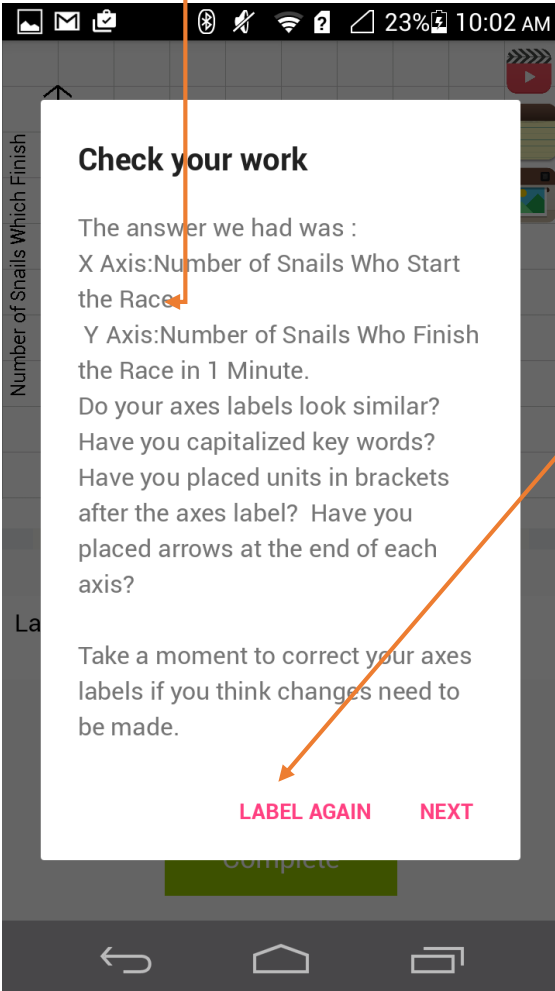 23% 10:02 AM
Number of Snails Which Finish
Check your work
The answer we had was :
X Axis:Number of Snails Who Start
the Race
Y Axis:Number of Snails Who Finish
the Race in 1 Minute.
Do your axes labels look similar?
Have you capitalized key words?
Have you placed units in brackets
after the axes label?  Have you
placed arrows at the end of each
axis?
La
Take a moment to correct your axes
labels if you think changes need to
be made.
LABEL AGAIN NEXT
Complete